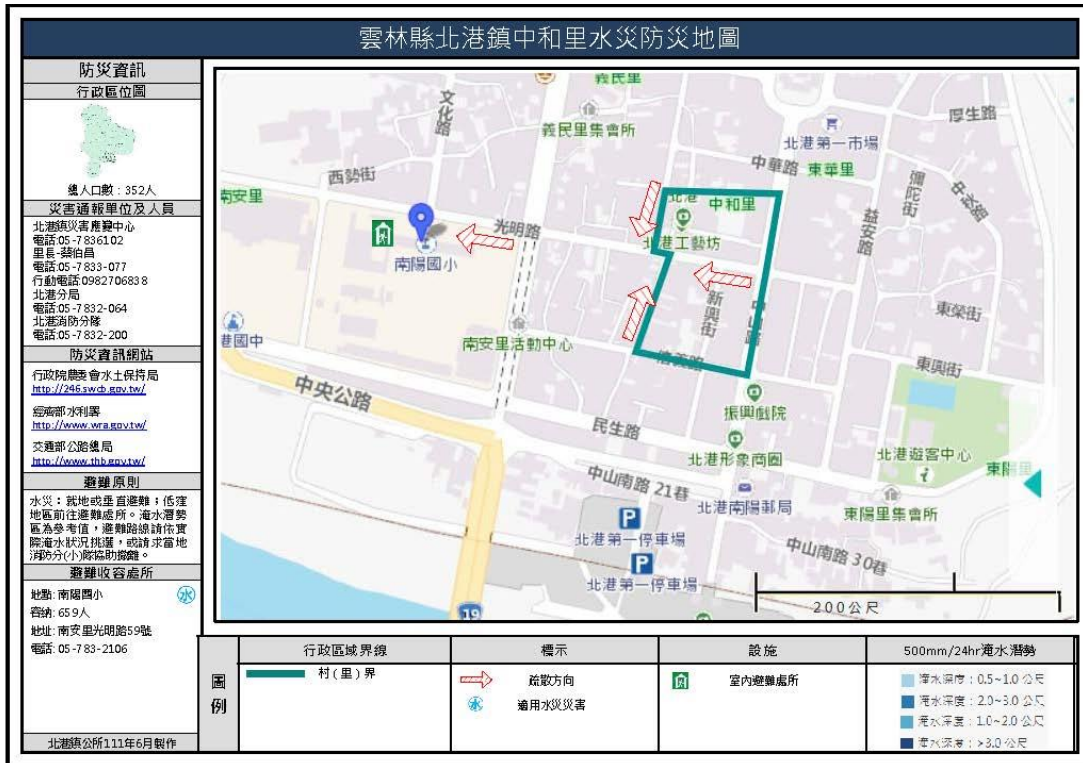 雲林縣北港鎮中和里水災防災地圖
防災資訊
行政區位圖
總人口數：352人
災害通報單位及人員
北港鎮災害應變中心
電話:05-7836102
里長-蔡伯昌
電話:05-7833-077
行動電話:0982706838
北港分局
電話:05-7832-064
北港消防分隊
電話:05-7832-200
防災資訊網站
行政院農委會水土保持局
http://246.swcb.gov.tw/
經濟部水利署
http://www.wra.gov.tw/
交通部公路總局
http://www.thb.gov.tw/
避難原則
水災：就地或垂直避難；低窪
地區前往避難處所。淹水潛勢
區為參考值，避難路線請依實
際淹水狀況挑選，或請求當地
消防分(小)隊協助撤離。
避難收容處所
地點: 南陽國小
水
容納: 659人
地址: 南安里光明路59號
電話: 05-783-2106
北港鎮公所111年6月製作
義民里
文化路
義民里集會所
厚生路
北港第一市場
中華路
東華里
西勢街
南安里
彌陀街
中秋路
北港
中和里
益安路
光明路
北港工藝坊
南陽國小
新興街
中山路
東榮街
港國中
南安里活動中心
東興街
中央公路
振興戲院
民生路
北港形象商圈
北港遊客中心
東陽里
中山南路 21巷
北港南陽郵局
東陽里集會所
P
北港第一停車場
中山南路 30巷
P
北港第一停車場
19
200公尺
圖例
行政區域界線
村(里)界
標示
疏散方向
水
適用水災災害
設施
室內避難處所
500mm/24hr淹水潛勢
淹水深度：0.5~1.0 公尺
淹水深度：2.0~3.0 公尺
淹水深度：1.0~2.0 公尺
淹水深度：>3.0 公尺